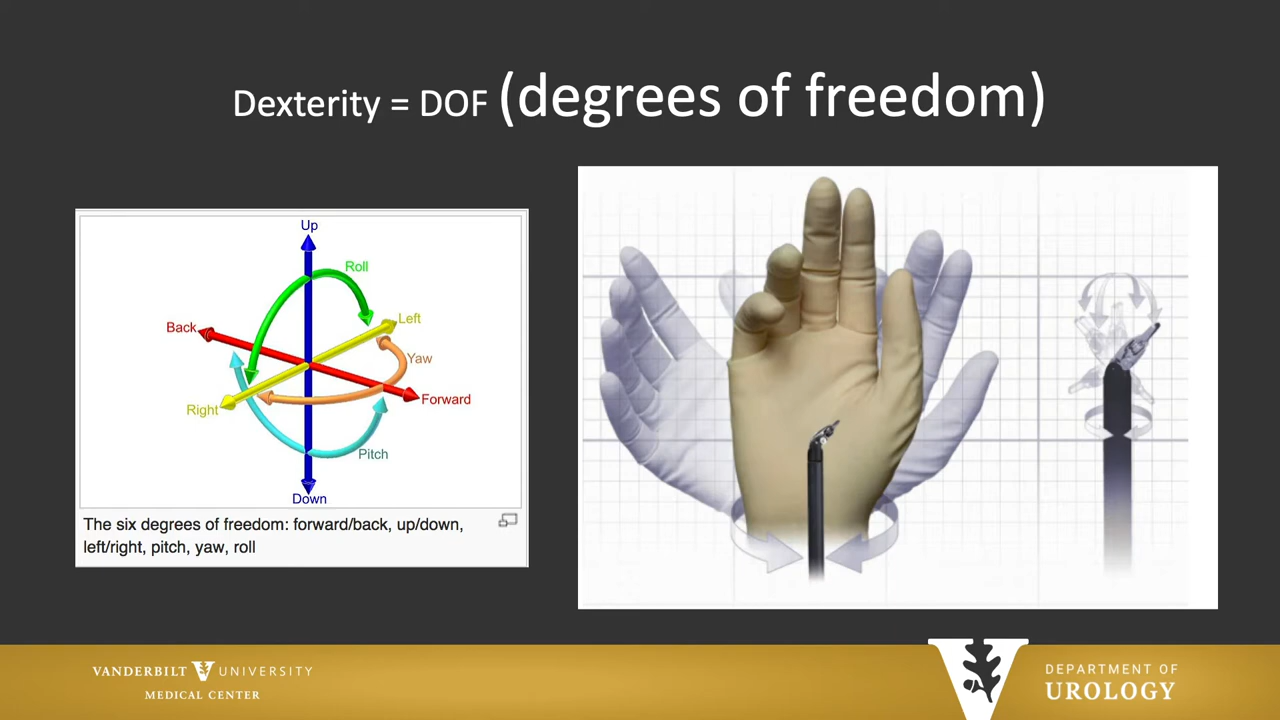 Dexterity = DOF (degrees of freedom)
Up
Roll
Left
Back
Yaw
Forward
Right
Pitch
Down
The six degrees of freedom: forward/back, up/down,
left/right, pitch, yaw, roll
VANDERBILT V UNIVERSITY
MEDICAL CENTER
V
DEPARTMENT OF
UROLOGY